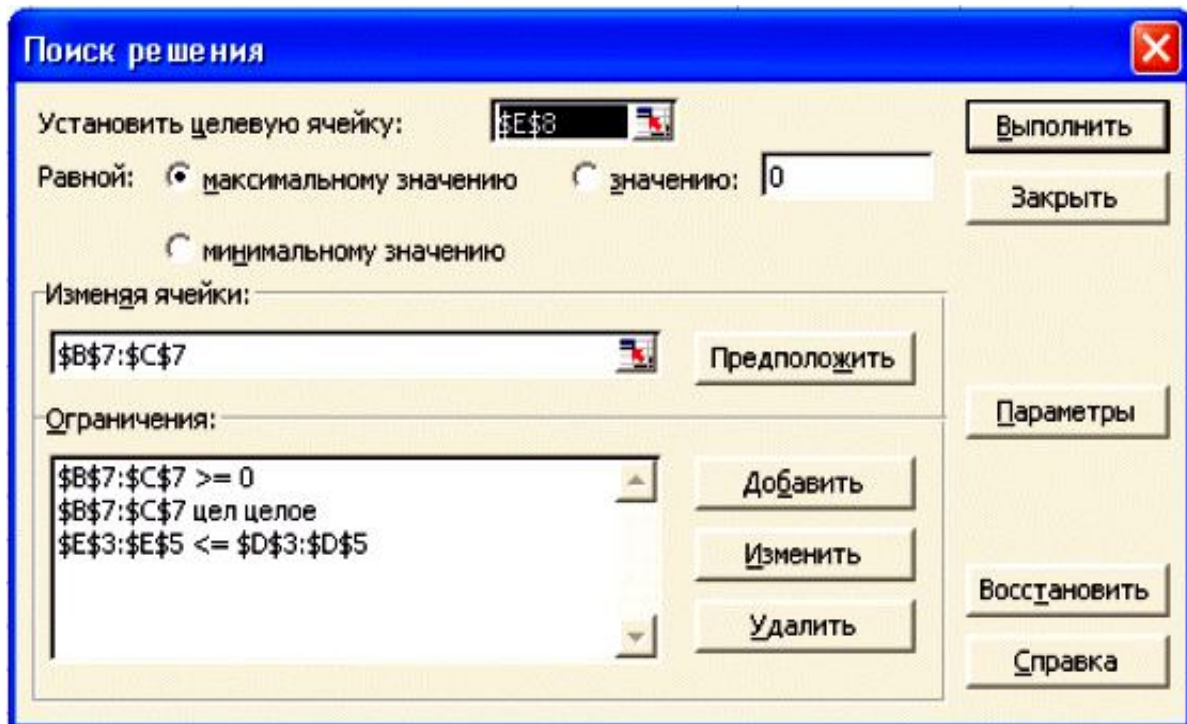 Поиск решения
Установить целевую ячейку: $E$8
Равной: максимальному значению значению: 0
минимальному значению
Изменяя ячейки:
$B$7:$C$7
Предположить
Ограничения:
$B$7:$C$7 >= 0
$B$7:$C$7 цел целое
$E$3:$E$5 <= $D$3:$D$5
Добавить
Изменить
Удалить
Выполнить
Закрыть
Параметры
Восстановить
Справка